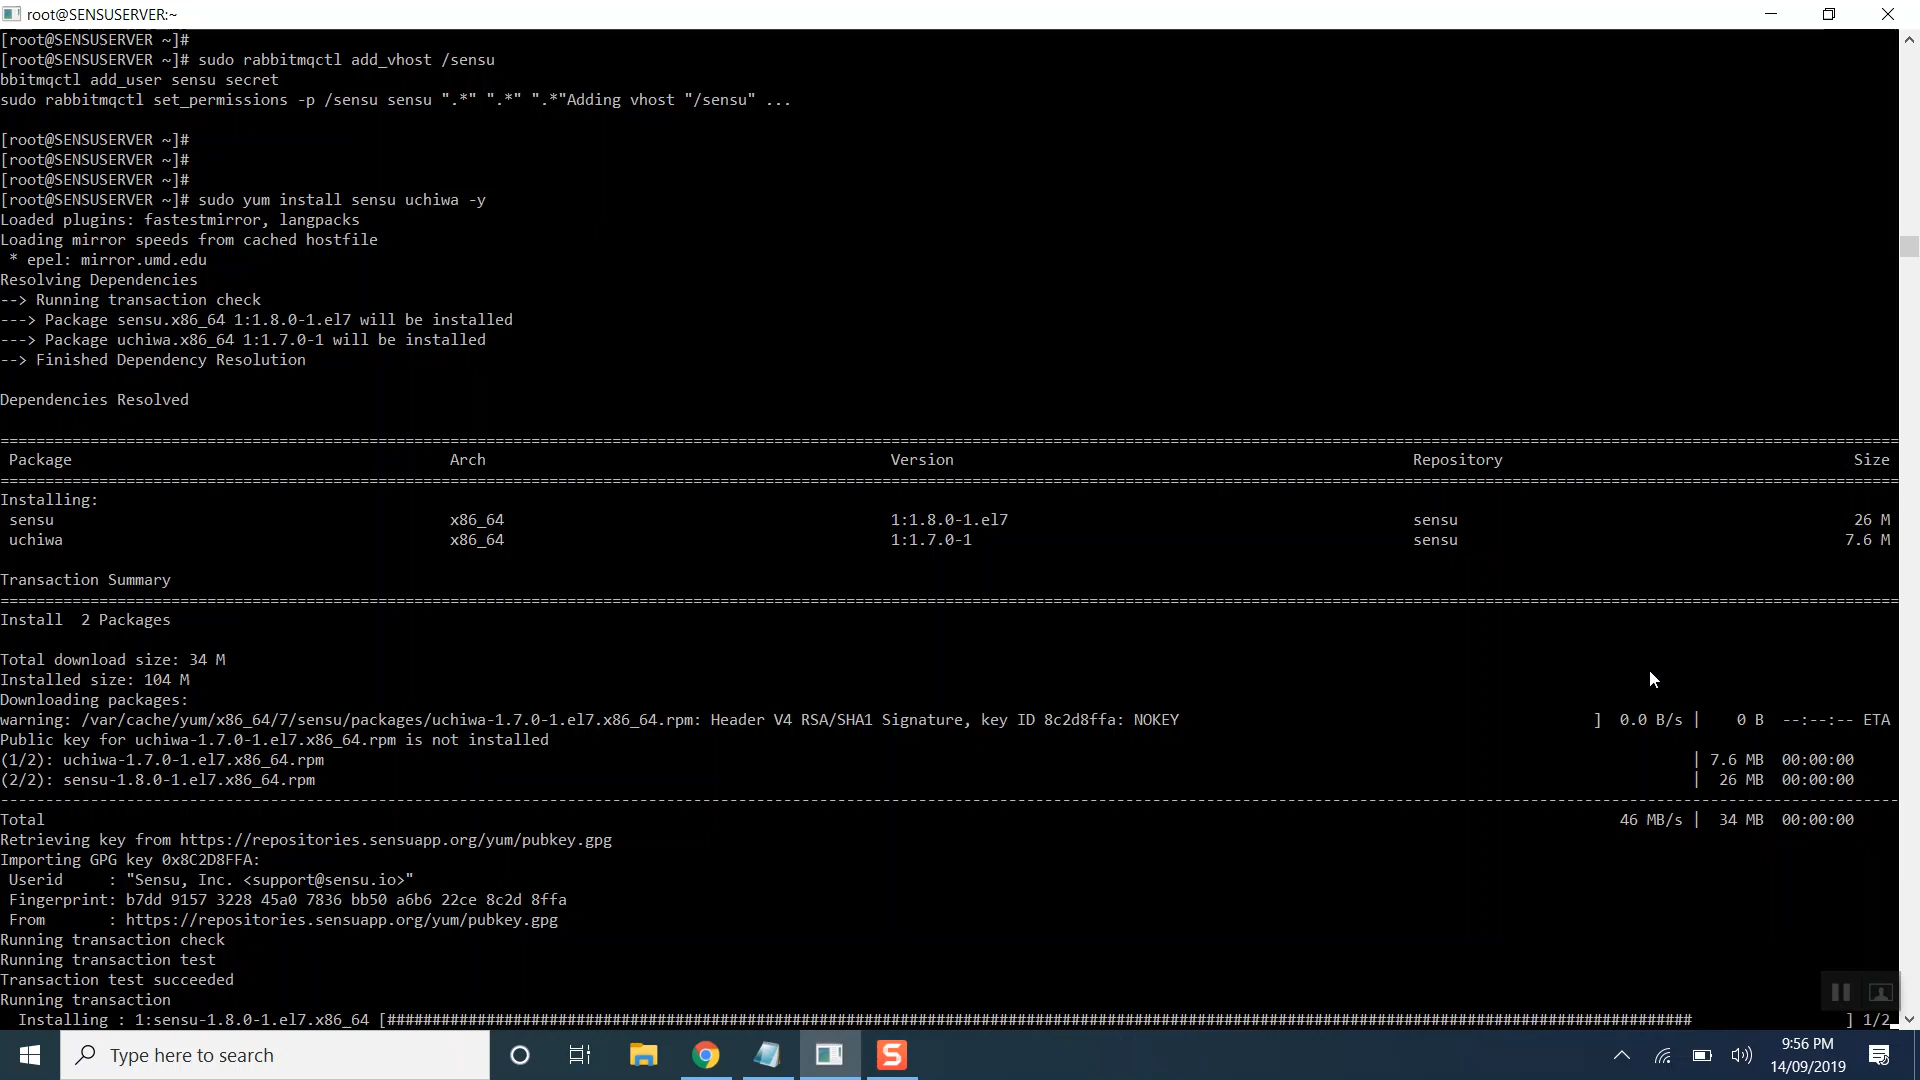 root@SENSUSERVER:~
[root@SENSUSERVER ~]#
[root@SENSUSERVER ~]# sudo rabbitmqctl add_vhost /sensu
bbitmqctl add_user sensu secret
sudo rabbitmqctl set_permissions -p /sensu sensu ".*" ".*" ".*"Adding vhost "/sensu" ...
[root@SENSUSERVER ~]#
[root@SENSUSERVER ~]#
[root@SENSUSERVER ~]#
[root@SENSUSERVER ~]# sudo yum install sensu uchiwa -y
Loaded plugins: fastestmirror, langpacks
Loading mirror speeds from cached hostfile
* epel: mirror.umd.edu
Resolving Dependencies
--> Running transaction check
---> Package sensu.x86_64 1:1.8.0-1.el7 will be installed
---> Package uchiwa.x86_64 1:1.7.0-1 will be installed
--> Finished Dependency Resolution
Dependencies Resolved
Package Arch Version Repository Size
Installing:
sensu x86_64 1:1.8.0-1.el7 sensu 26 M
uchiwa x86_64 1:1.7.0-1 sensu 7.6 M
Transaction Summary
Install 2 Packages
Total download size: 34 M
Installed size: 104 M
Downloading packages:
warning: /var/cache/yum/x86_64/7/sensu/packages/uchiwa-1.7.0-1.el7.x86_64.rpm: Header V4 RSA/SHA1 Signature, key ID 8c2d8ffa: NOKEY ] 0.0 B/s | 0 B --:--:-- ETA
Public key for uchiwa-1.7.0-1.el7.x86_64.rpm is not installed
(1/2): uchiwa-1.7.0-1.el7.x86_64.rpm | 7.6 MB 00:00:00
(2/2): sensu-1.8.0-1.el7.x86_64.rpm | 26 MB 00:00:00
Total 46 MB/s | 34 MB 00:00:00
Retrieving key from https://repositories.sensuapp.org/yum/pubkey.gpg
Importing GPG key 0x8C2D8FFA:
Userid : "Sensu, Inc. <support@sensu.io>"
Fingerprint: b7dd 9157 3228 45a0 7836 bb50 a6b6 22ce 8c2d 8ffa
From : https://repositories.sensuapp.org/yum/pubkey.gpg
Running transaction check
Running transaction test
Transaction test succeeded
Running transaction
Installing : 1:sensu-1.8.0-1.el7.x86_64 [################################################################################################################################################# ] 1/2
Type here to search
9:56 PM
14/09/2019